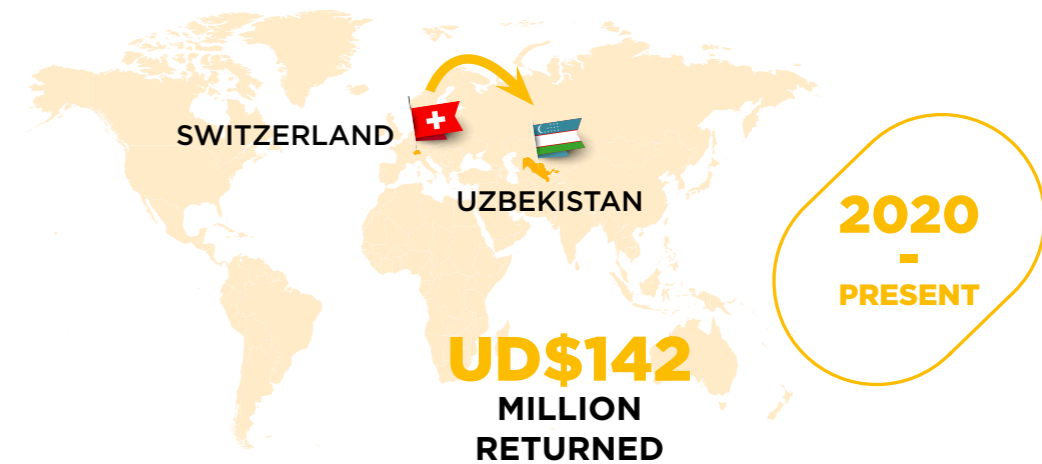 SWITZERLAND
UZBEKISTAN
2020
-
PRESENT
UD$142
MILLION
RETURNED